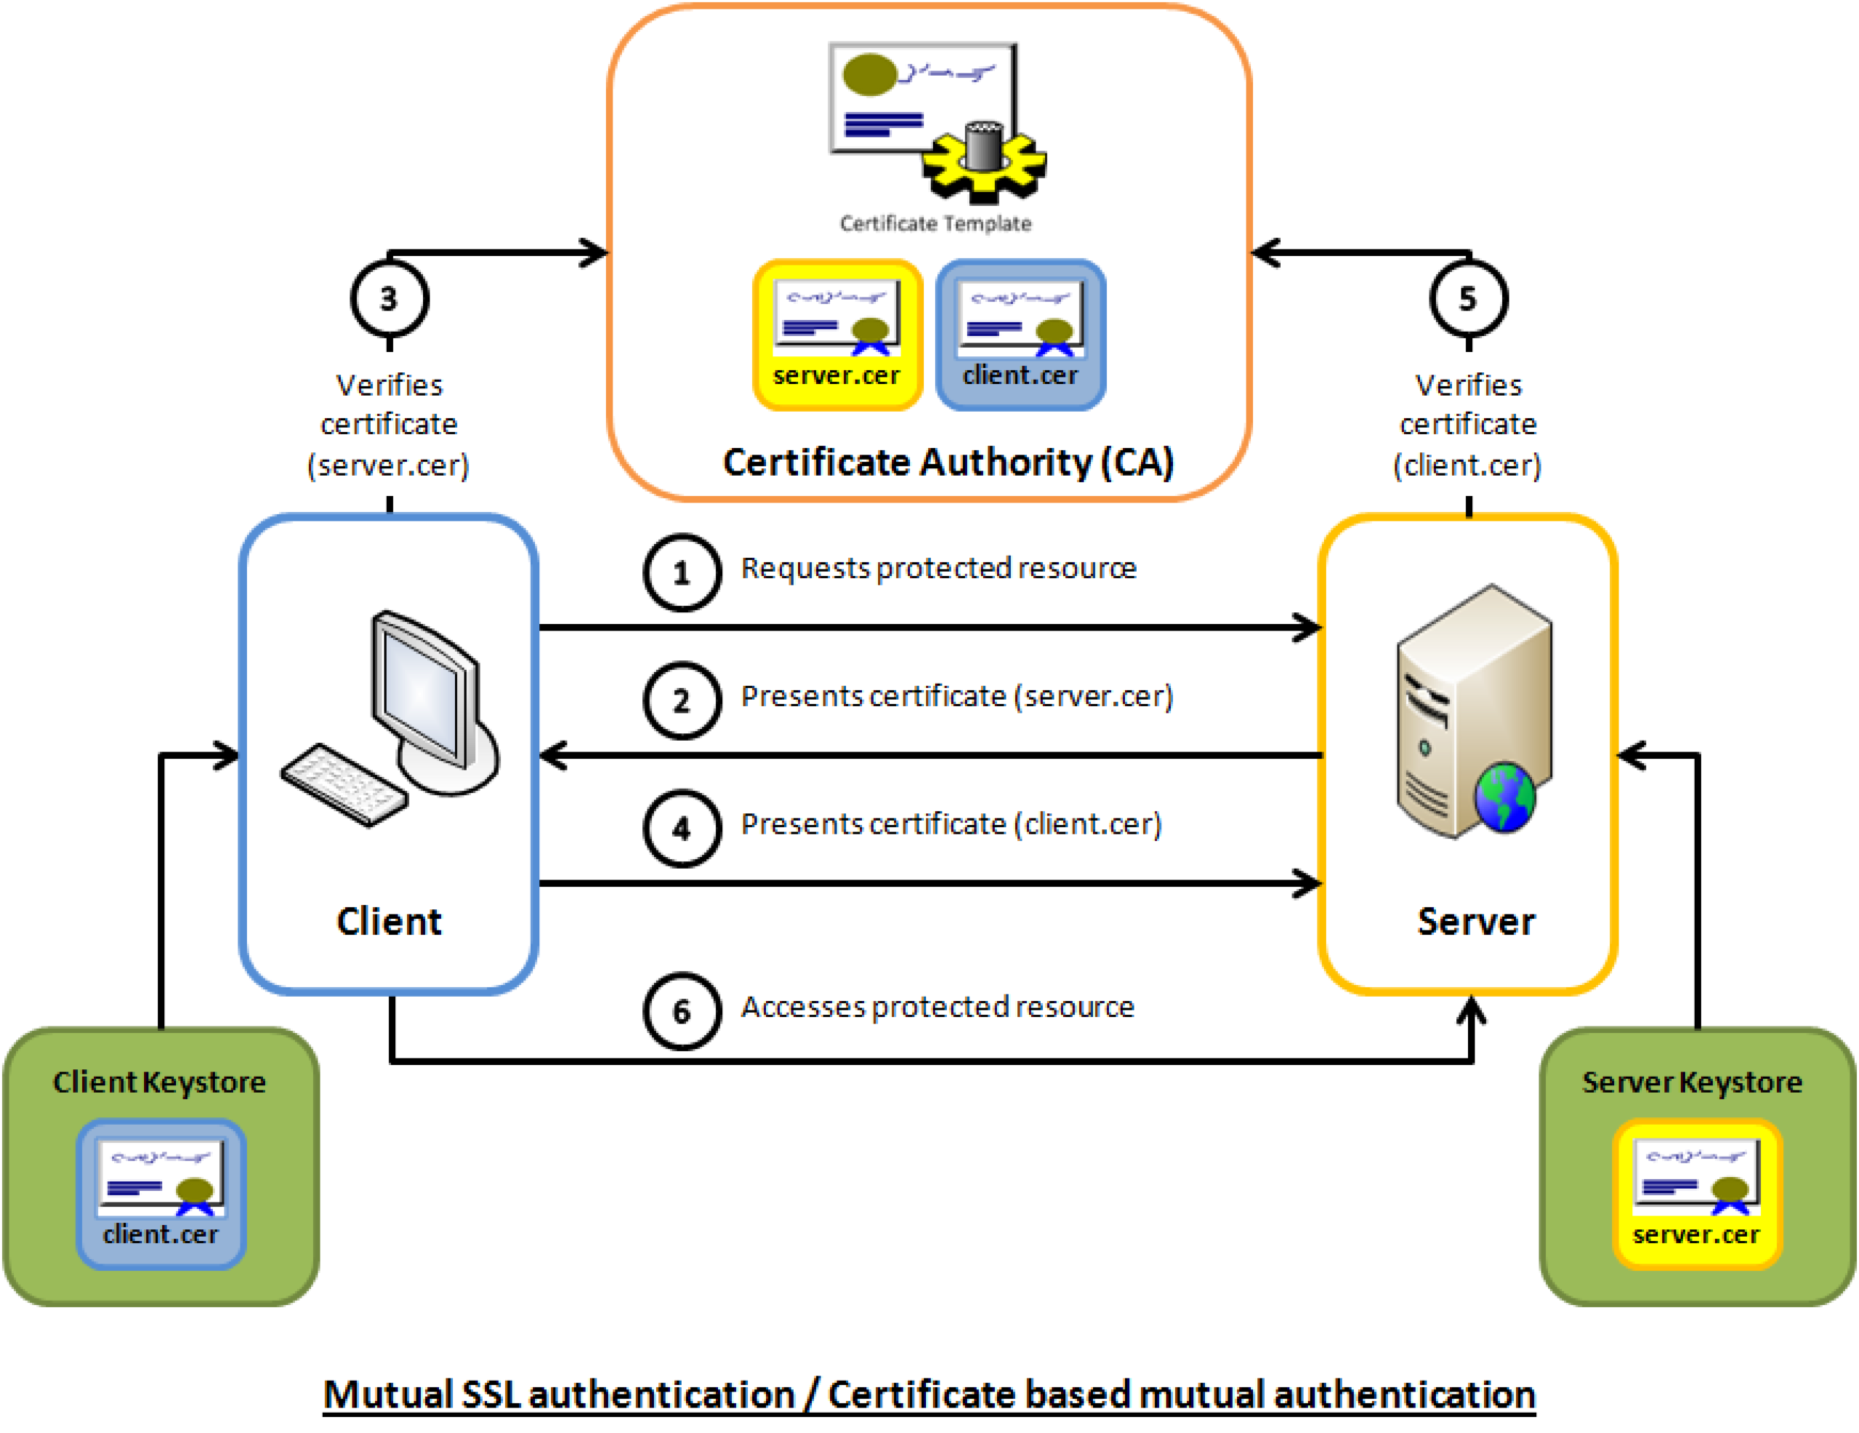 Certificate Template
server.cer
client.cer
Certificate Authority (CA)
3
Verifies
certificate
(server.cer)
5
Verifies
certificate
(client.cer)
1
Requests protected resource
2
Presents certificate (server.cer)
4
Presents certificate (client.cer)
Client
Server
6
Accesses protected resource
Client Keystore
client.cer
Server Keystore
server.cer
Mutual SSL authentication / Certificate based mutual authentication